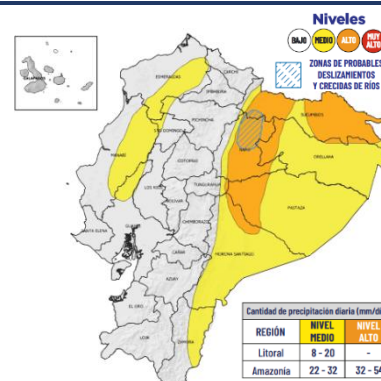 Niveles
BAJO
MEDIO
ALTO
MUY
ALTO
ZONAS DE PROBABLES
DESLIZAMIENTOS
Y CRECIDAS DE RÍOS
GALÁPAGOS
ESMERALDAS
CARCHI
IMBABURA
SUCUMBÍOS
PICHINCHA
STO DOMINGO
NAPO
ORELLANA
MANABÍ
COTOPAXI
LOS RÍOS
TUNGURAHUA
BOLÍVAR
PASTAZA
CHIMBORAZO
SANTA ELENA
MORONA SANTIAGO
CAÑAR
AZUAY
EL ORO
LOJA
ZAMORA
Cantidad de precipitación diaria (mm/dí
REGIÓN NIVEL MEDIO NIVEL ALTO
Litoral 8 - 20 -
Amazonía 22 - 32 32 - 54